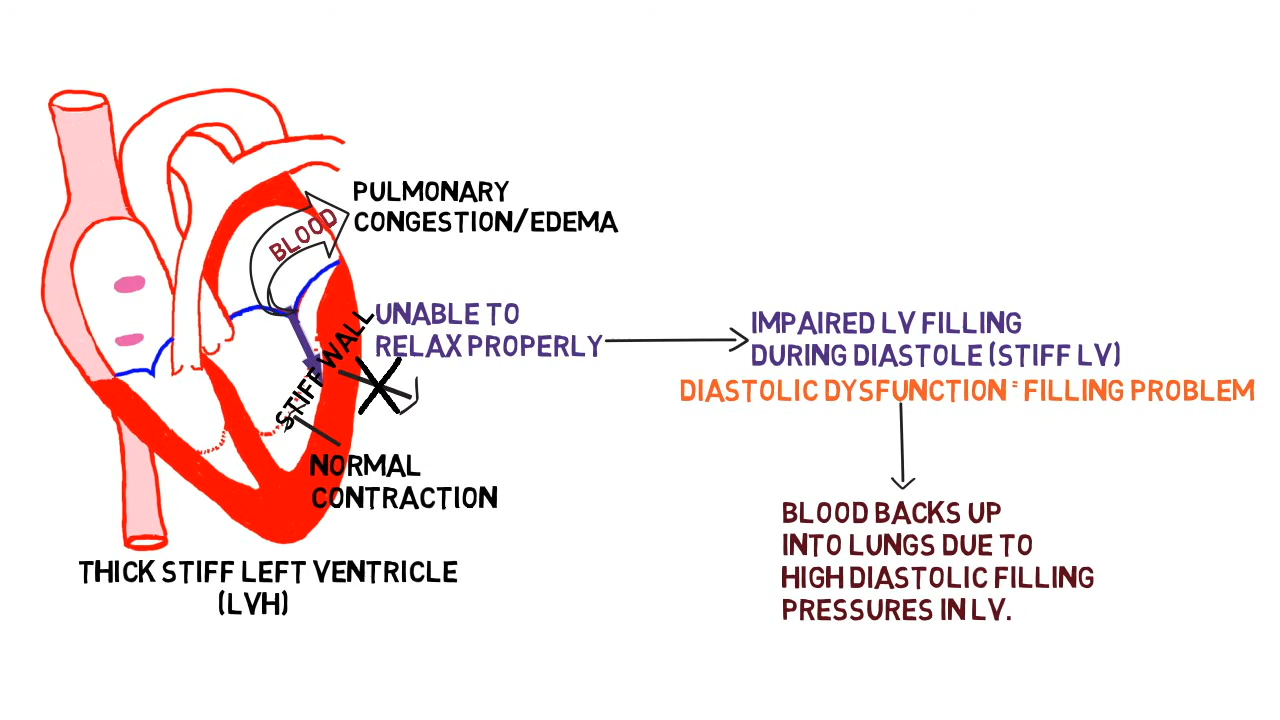 PULMONARY
CONGESTION/EDEMA
BLOOD
UNABLE TO
RELAX PROPERLY
STIFF WALL
IMPAIRED LV FILLING
DURING DIASTOLE (STIFF LV)
DIASTOLIC DYSFUNCTION = FILLING PROBLEM
NORMAL
CONTRACTION
BLOOD BACKS UP
INTO LUNGS DUE TO
HIGH DIASTOLIC FILLING
PRESSURES IN LV.
THICK STIFF LEFT VENTRICLE
(LVH)